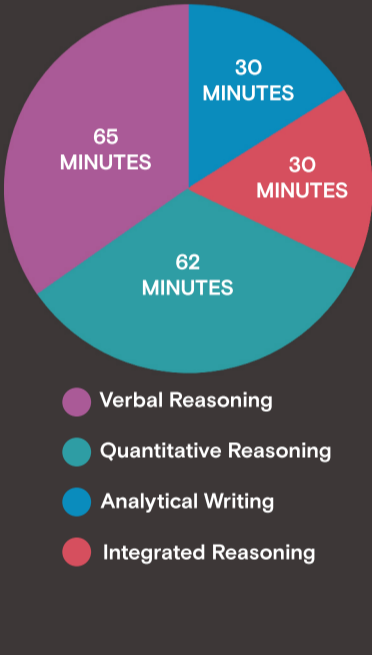 30
MINUTES
65
MINUTES
30
MINUTES
62
MINUTES
Verbal Reasoning
Quantitative Reasoning
Analytical Writing
Integrated Reasoning